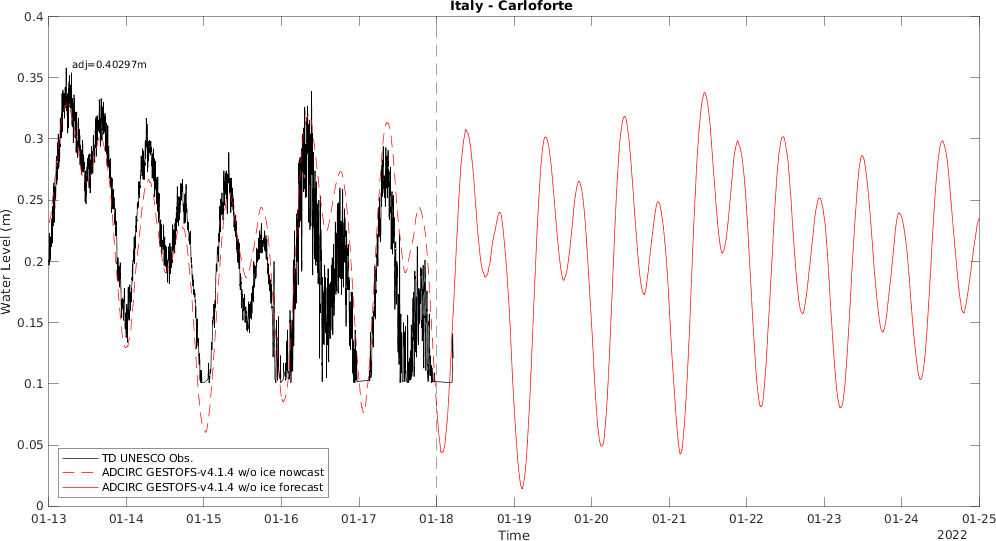 Italy - Carloforte
adj=0.40297m
0.4
0.35
0.3
0.25
0.2
0.15
0.1
0.05
0
Water Level (m)
TD UNESCO Obs.
ADCIRC GESTOFS-v4.1.4 w/o ice nowcast
ADCIRC GESTOFS-v4.1.4 w/o ice forecast
01-13 01-14 01-15 01-16 01-17 01-18 01-19 01-20 01-21 01-22 01-23 01-24 01-25
Time
2022